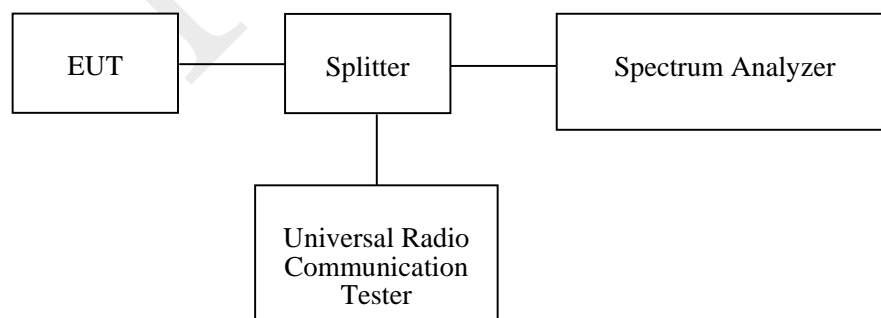 EUT
Splitter
Spectrum Analyzer
Universal Radio
Communication
Tester